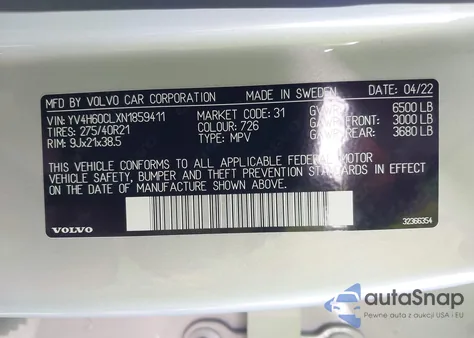 MFD BY VOLVO CAR CORPORATION MADE IN SWEDEN DATE: 04/22
VIN: YV4H60CLXN1859411 MARKET CODE: 31 6500 LB
TIRES: 275/40R21 COLOUR: 726 FRONT: 3000 LB
RIM: 9Jx21x38.5 TYPE: MPV 3680 LB
THIS VEHICLE CONFORMS TO ALL APPLICABLE FEDERAL MOTOR
VEHICLE SAFETY, BUMPER AND THEFT PREVENTION STANDARDS IN EFFECT
ON THE DATE OF MANUFACTURE SHOWN ABOVE.
VOLVO 32366354
autoSnap
Pewne auta z aukcji USA i EU